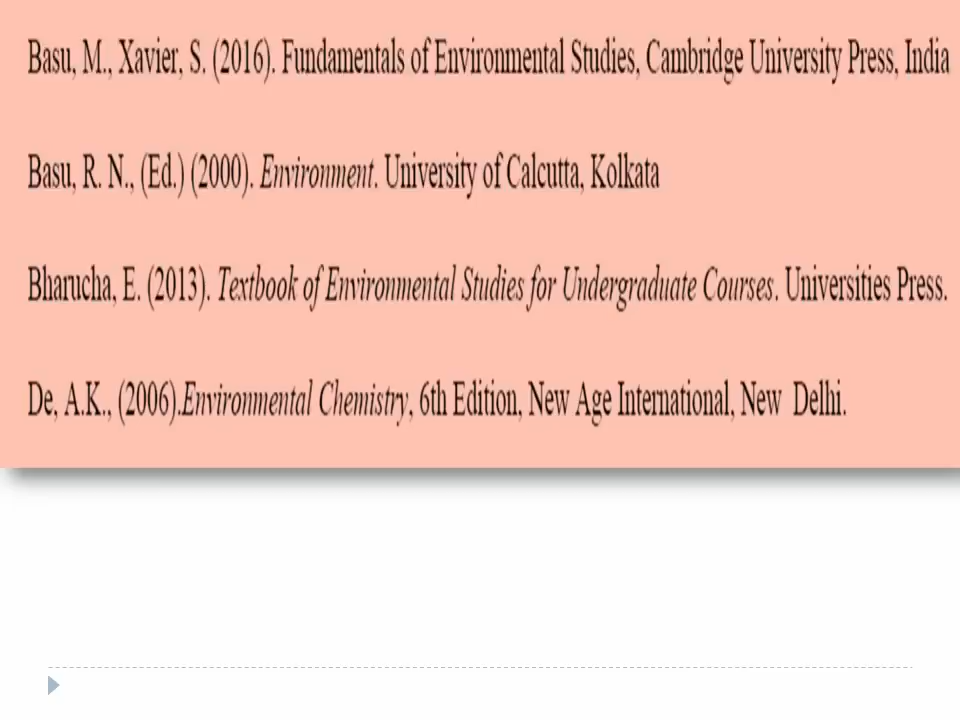 Basu, M., Xavier, S. (2016). Fundamentals of Environmental Studies, Cambridge University Press, India
Basu, R. N., (Ed.) (2000). Environment. University of Calcutta, Kolkata
Bharucha, E. (2013). Textbook of Environmental Studies for Undergraduate Courses. Universities Press.
De, A.K., (2006).Environmental Chemistry, 6th Edition, New Age International, New  Delhi.